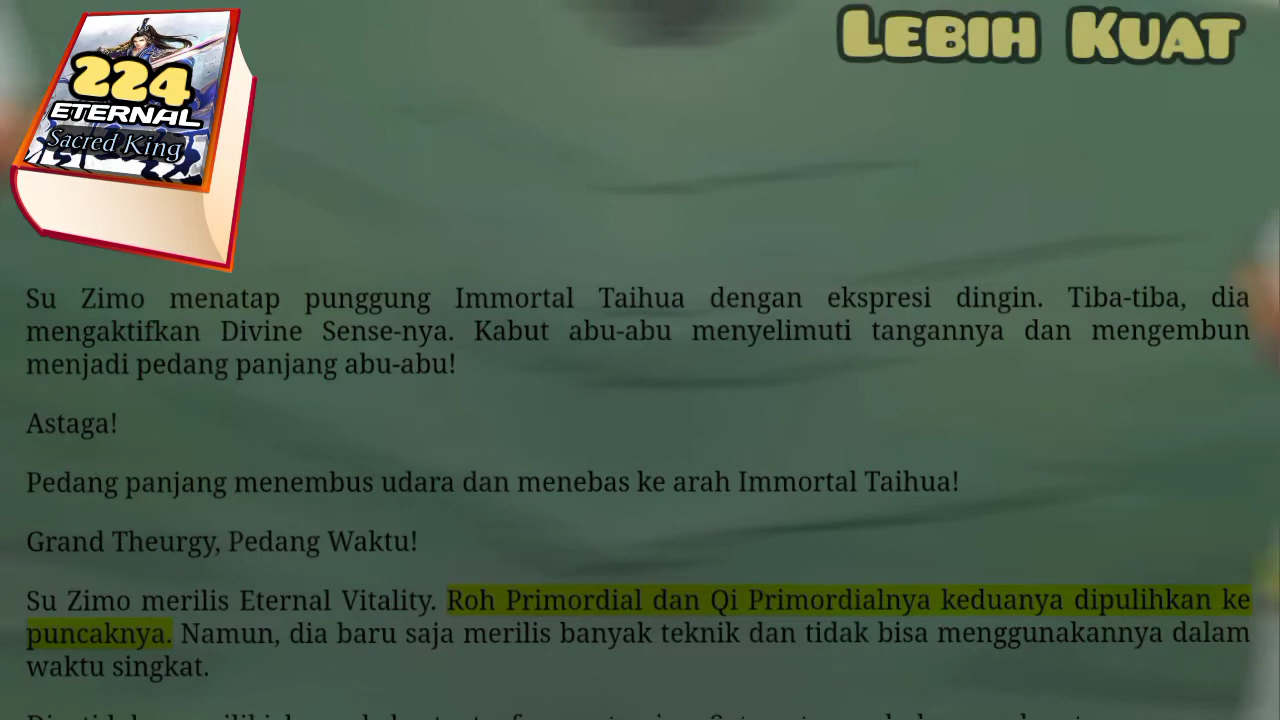 LEBIH KUAT
224
ETERNAL
Sacred King
Su Zimo menatap punggung Immortal Taihua dengan ekspresi dingin. Tiba-tiba, dia
mengaktifkan Divine Sense-nya. Kabut abu-abu menyelimuti tangannya dan mengembun
menjadi pedang panjang abu-abu!
Astaga!
Pedang panjang menembus udara dan menebas ke arah Immortal Taihua!
Grand Theurgy, Pedang Waktu!
Su Zimo merilis Eternal Vitality. Roh Primordial dan Qi Primordialnya keduanya dipulihkan ke
puncaknya. Namun, dia baru saja merilis banyak teknik dan tidak bisa menggunakannya dalam
waktu singkat.